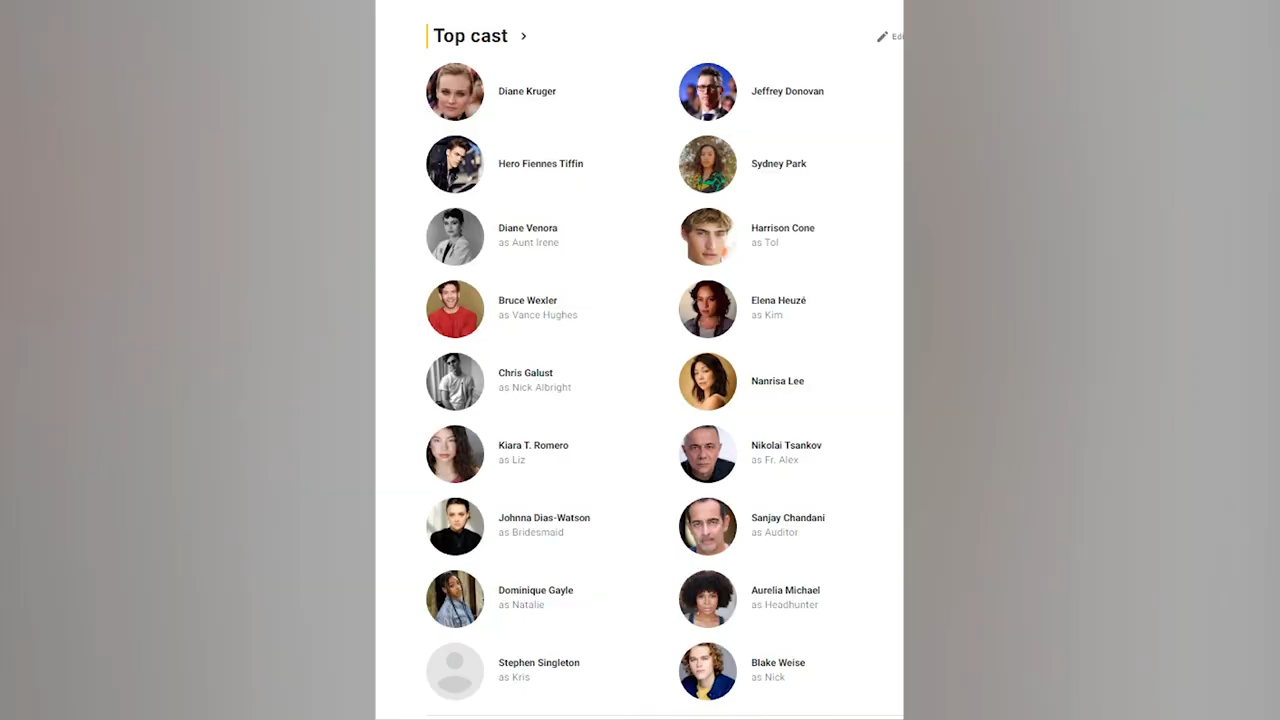 Top cast
Edi
Diane Kruger
Jeffrey Donovan
Hero Fiennes Tiffin
Sydney Park
Diane Venora
as Aunt Irene
Harrison Cone
as Tol
Bruce Wexler
as Vance Hughes
Elena Heuzé
as Kim
Chris Galust
as Nick Albright
Nanrisa Lee
Kiara T. Romero
as Liz
Nikolai Tsankov
as Fr. Alex
Johnna Dias-Watson
as Bridesmaid
Sanjay Chandani
as Auditor
Dominique Gayle
as Natalie
Aurelia Michael
as Headhunter
Stephen Singleton
as Kris
Blake Weise
as Nick